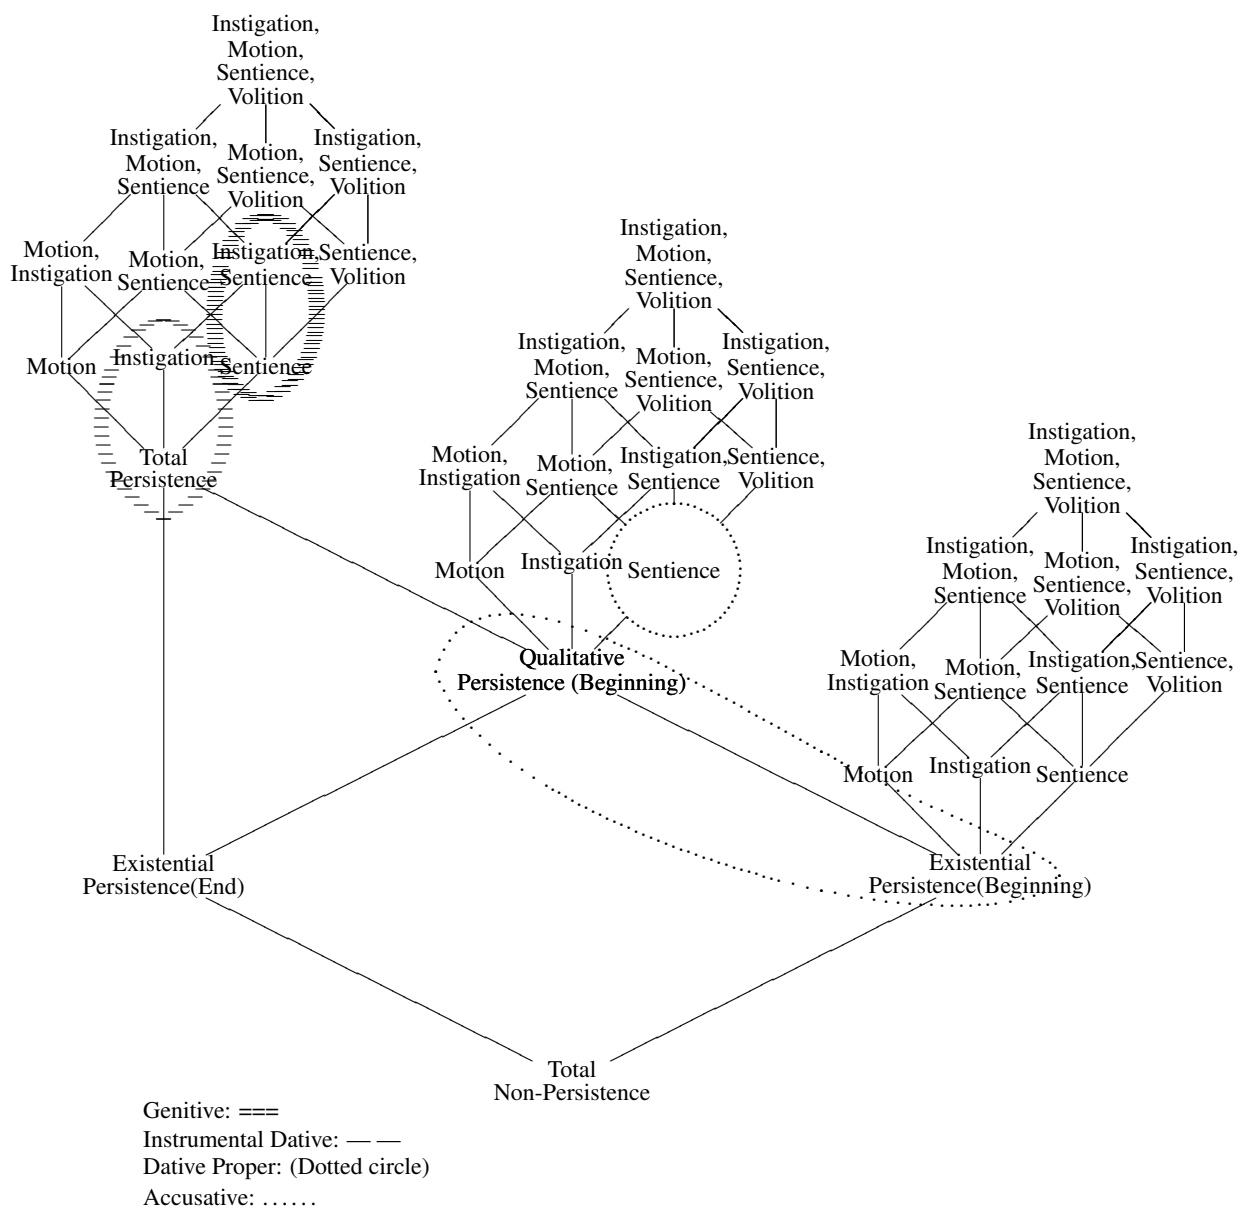 Instigation,
Motion,
Sentience,
Volition
Instigation,
Motion,
Sentience
Motion,
Sentience,
Volition
Instigation,
Sentience,
Volition
Motion,
Instigation
Motion,
Sentience
Instigation,
Sentience
Sentience,
Volition
Motion
Instigation
Sentience
Total
Persistence
Instigation,
Motion,
Sentience,
Volition
Instigation,
Motion,
Sentience
Motion,
Sentience,
Volition
Instigation,
Sentience,
Volition
Motion,
Instigation
Motion,
Sentience
Instigation,
Sentience
Sentience,
Volition
Motion
Instigation
Sentience
Qualitative
Persistence (Beginning)
Instigation,
Motion,
Sentience,
Volition
Instigation,
Motion,
Sentience
Motion,
Sentience,
Volition
Instigation,
Sentience,
Volition
Motion,
Instigation
Motion,
Sentience
Instigation,
Sentience
Sentience,
Volition
Motion
Instigation
Sentience
Existential
Persistence(End)
Existential
Persistence(Beginning)
Total
Non-Persistence
Genitive: ===
Instrumental Dative: — —
Dative Proper: (Dotted circle)
Accusative: ......